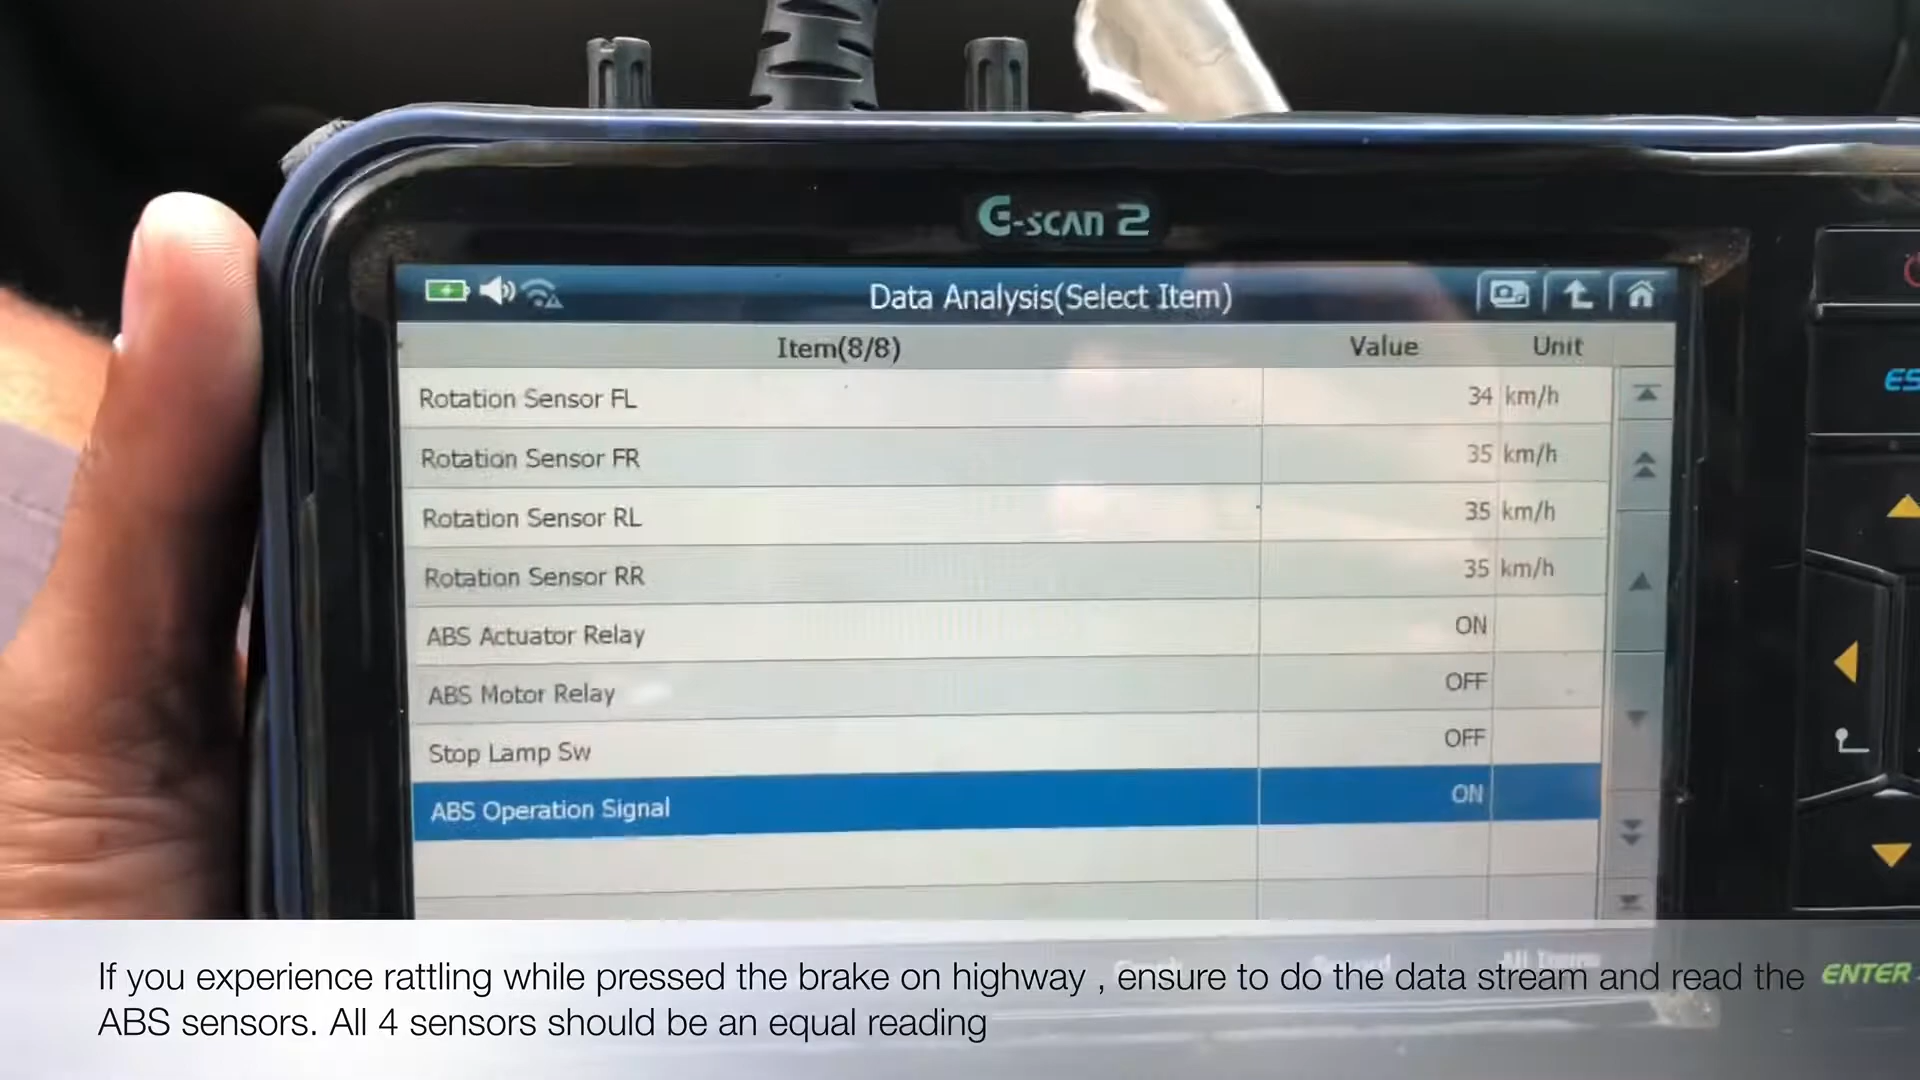 G-SCAN 2
Data Analysis(Select Item)
Item(8/8) Value Unit
Rotation Sensor FL 34 km/h
Rotation Sensor FR 35 km/h
Rotation Sensor RL 35 km/h
Rotation Sensor RR 35 km/h
ABS Actuator Relay ON
ABS Motor Relay OFF
Stop Lamp Sw OFF
ABS Operation Signal ON
ES
ENTER
If you experience rattling while pressed the brake on highway , ensure to do the data stream and read the
ABS sensors. All 4 sensors should be an equal reading